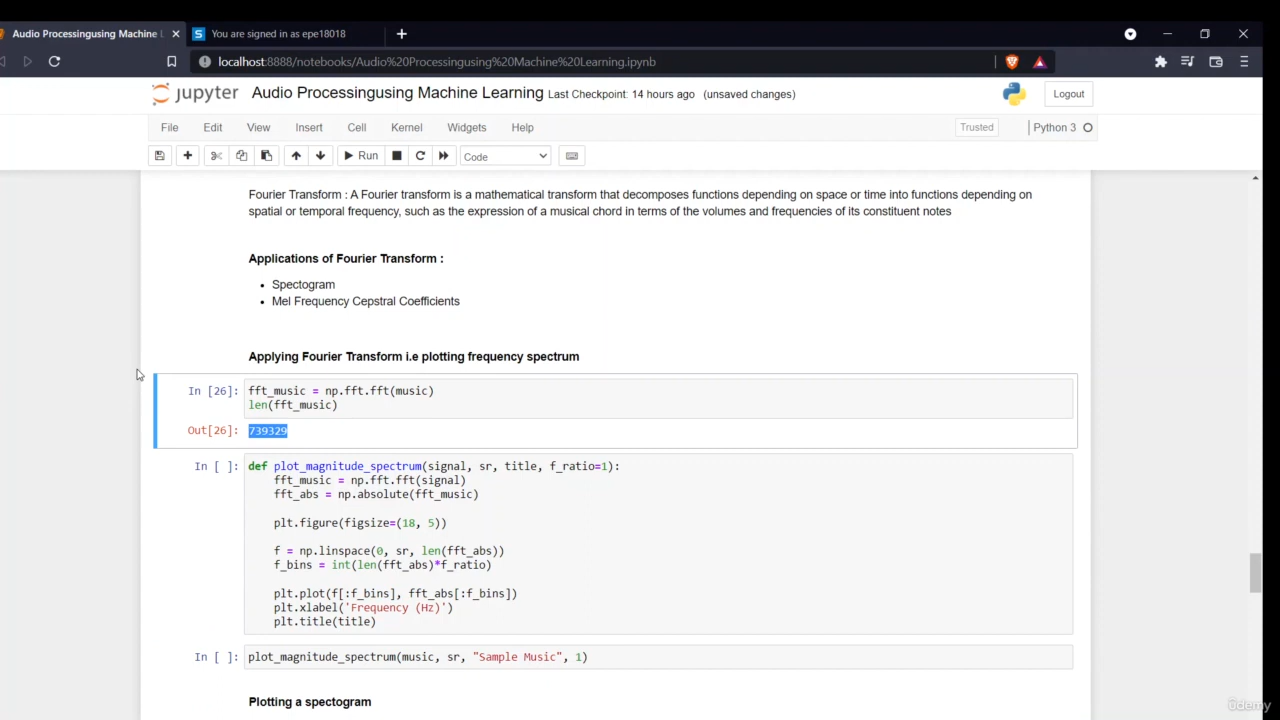 Audio Processingusing Machine L
You are signed in as epe18018
localhost:8888/notebooks/Audio%20Processingusing%20Machine%20Learning.ipynb
jupyter Audio Processingusing Machine Learning Last Checkpoint: 14 hours ago (unsaved changes)
Logout
File Edit View Insert Cell Kernel Widgets Help
Trusted
Python 3
Run
Code
Fourier Transform : A Fourier transform is a mathematical transform that decomposes functions depending on space or time into functions depending on
spatial or temporal frequency, such as the expression of a musical chord in terms of the volumes and frequencies of its constituent notes
Applications of Fourier Transform :
Spectogram
Mel Frequency Cepstral Coefficients
Applying Fourier Transform i.e plotting frequency spectrum
In [26]: fft_music = np.fft.fft(music)
len(fft_music)
Out[26]: 739329
In [ ]: def plot_magnitude_spectrum(signal, sr, title, f_ratio=1):
fft_music = np.fft.fft(signal)
fft_abs = np.absolute(fft_music)
plt.figure(figsize=(18, 5))
f = np.linspace(0, sr, len(fft_abs))
f_bins = int(len(fft_abs)*f_ratio)
plt.plot(f[:f_bins], fft_abs[:f_bins])
plt.xlabel('Frequency (Hz)')
plt.title(title)
In [ ]: plot_magnitude_spectrum(music, sr, "Sample Music", 1)
Plotting a spectogram
ûdemy